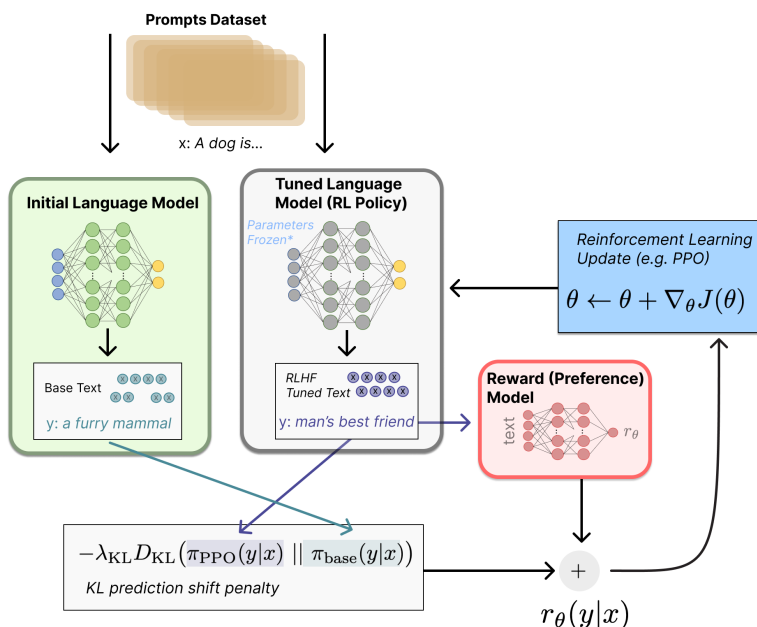 Prompts Dataset
x: A dog is...
Initial Language Model
Tuned Language
Model (RL Policy)
Parameters
Frozen*
Reinforcement Learning
Update (e.g. PPO)
θ ← θ + ∇θJ(θ)
Base Text
x x x x
x x x x
y: a furry mammal
RLHF
Tuned Text
x x x x
x x x x
y: man's best friend
Reward (Preference)
Model
text
rθ
−λKL DKL(πPPO(y|x) || πbase(y|x))
KL prediction shift penalty
+
rθ(y|x)